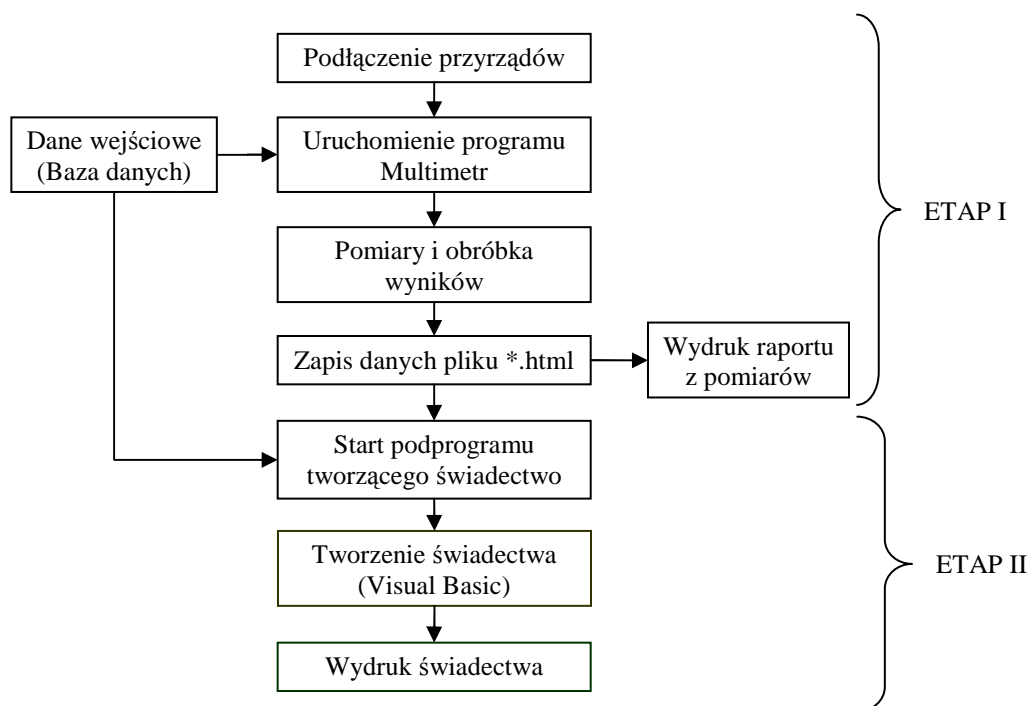 Podłączenie przyrządów
Dane wejściowe
(Baza danych)
Uruchomienie programu
Multimetr
ETAP I
Pomiary i obróbka
wyników
Zapis danych pliku *.html
Wydruk raportu
z pomiarów
Start podprogramu
tworzącego świadectwo
Tworzenie świadectwa
(Visual Basic)
ETAP II
Wydruk świadectwa